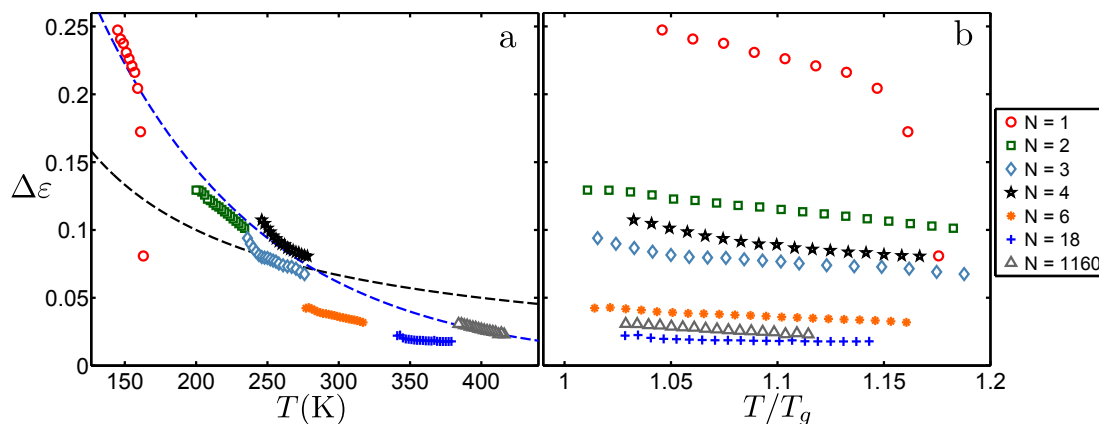 0.25
0.2
0.15
0.1
0.05
0
Δε
a
150 200 250 300 350 400
T(K)
b
1 1.05 1.1 1.15 1.2
T/T_g
N = 1
N = 2
N = 3
N = 4
N = 6
N = 18
N = 1160